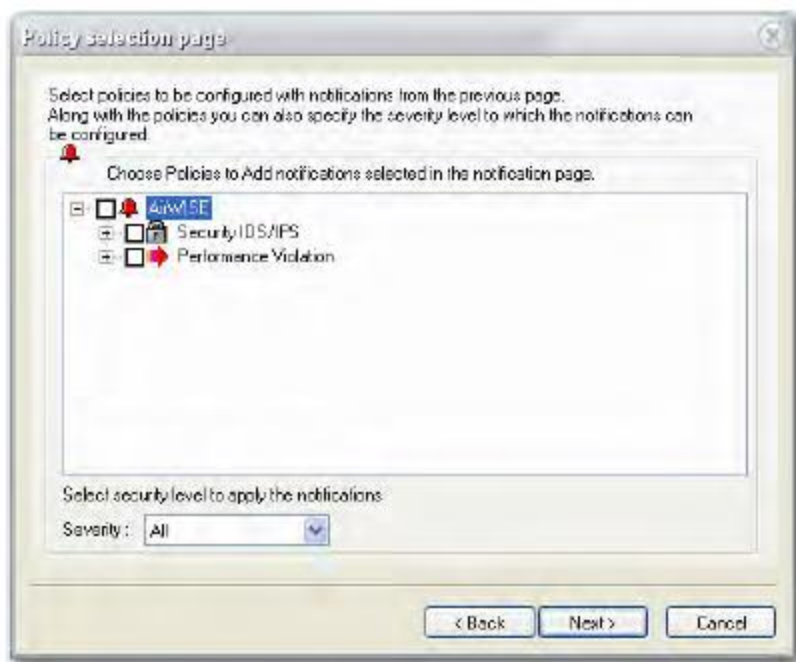 Policy selection page
Select policies to be configured with notifications from the previous page.
Along with the policies you can also specify the severity level to which the notifications can
be configured.
Choose Policies to Add notifications selected in the notification page.
AirWISE
Security IDS/IPS
Performance Violation
Select security level to apply the notifications
Severity : All
< Back Next > Cancel